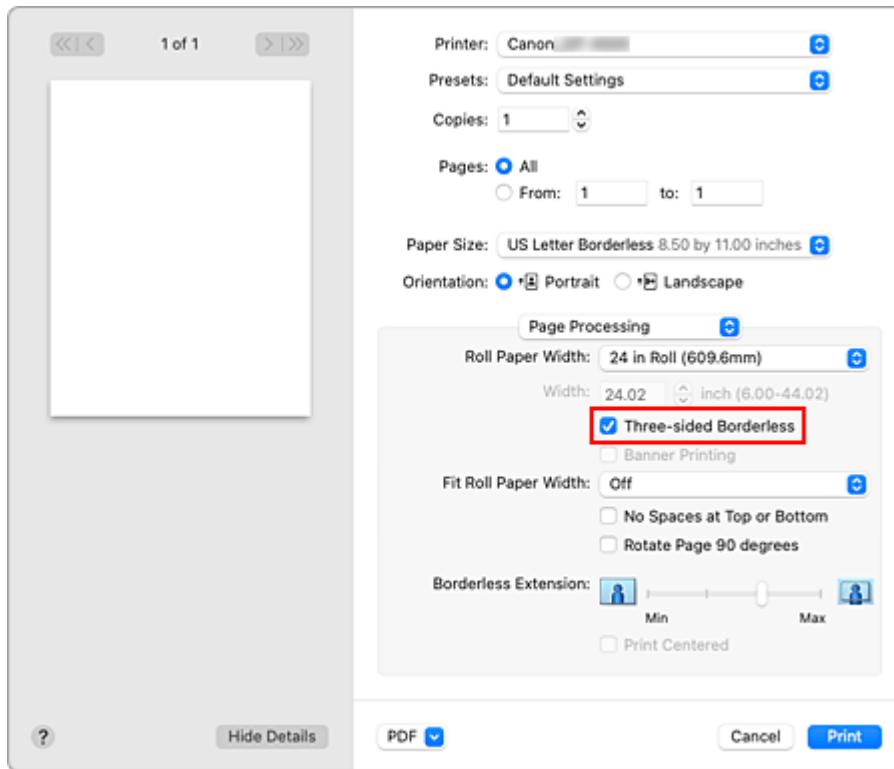 1 of 1
Printer: Canon
Presets: Default Settings
Copies: 1
Pages: All
From: 1 to: 1
Paper Size: US Letter Borderless 8.50 by 11.00 inches
Orientation: Portrait Landscape
Page Processing
Roll Paper Width: 24 in Roll (609.6mm)
Width: 24.02 inch (6.00-44.02)
Three-sided Borderless
Banner Printing
Fit Roll Paper Width: Off
No Spaces at Top or Bottom
Rotate Page 90 degrees
Borderless Extension:
Min Max
Print Centered
? Hide Details PDF Cancel Print